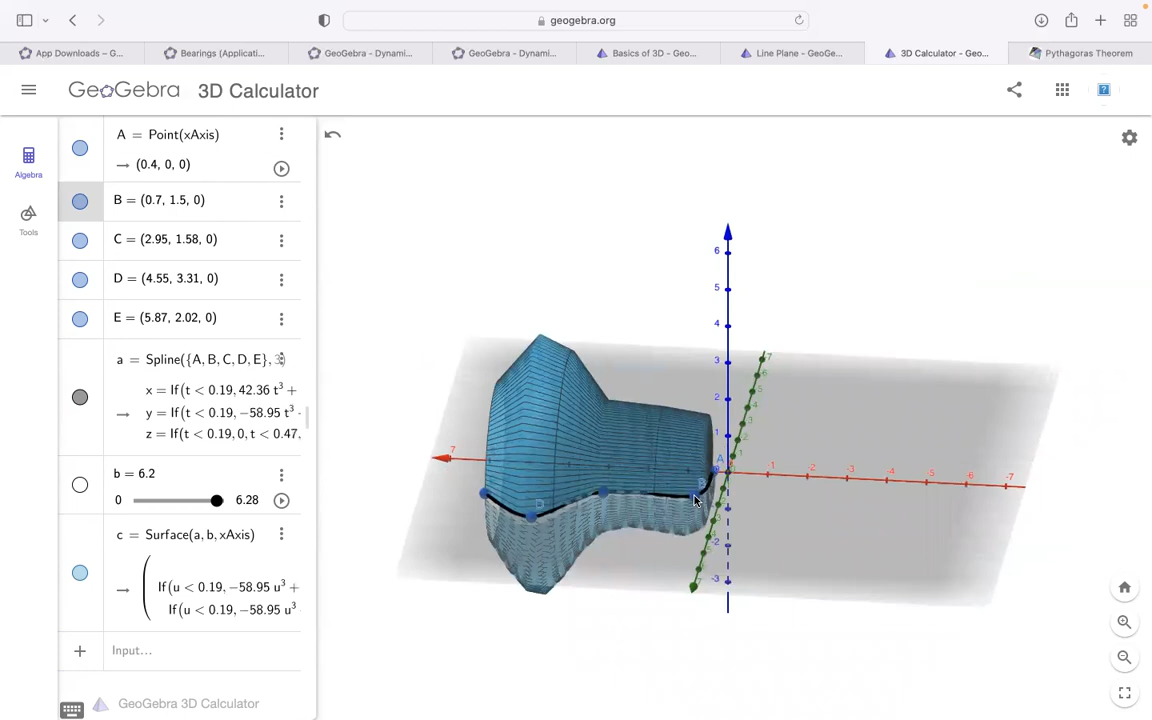 geogebra.org
App Downloads – G...
Bearings (Applicati...
GeoGebra - Dynami...
GeoGebra - Dynami...
Basics of 3D - Geo...
Line Plane - GeoGe...
3D Calculator - Geo...
Pythagoras Theorem
GeoGebra 3D Calculator
Algebra
Tools
A = Point(xAxis)
→ (0.4, 0, 0)
B = (0.7, 1.5, 0)
C = (2.95, 1.58, 0)
D = (4.55, 3.31, 0)
E = (5.87, 2.02, 0)
a = Spline({A, B, C, D, E}, 3
x = If(t < 0.19, 42.36 t³ +
→ y = If(t < 0.19, −58.95 t³ -
z = If(t < 0.19, 0, t < 0.47,
b = 6.2
0 6.28
c = Surface(a, b, xAxis)
→ ( If(u < 0.19, −58.95 u³ +
If(u < 0.19, −58.95 u³
+ Input...
GeoGebra 3D Calculator
6
5
4
3
2
1
-2
-3
7
A
B
D
-1 -2 -3 -4 -5 -6 -7